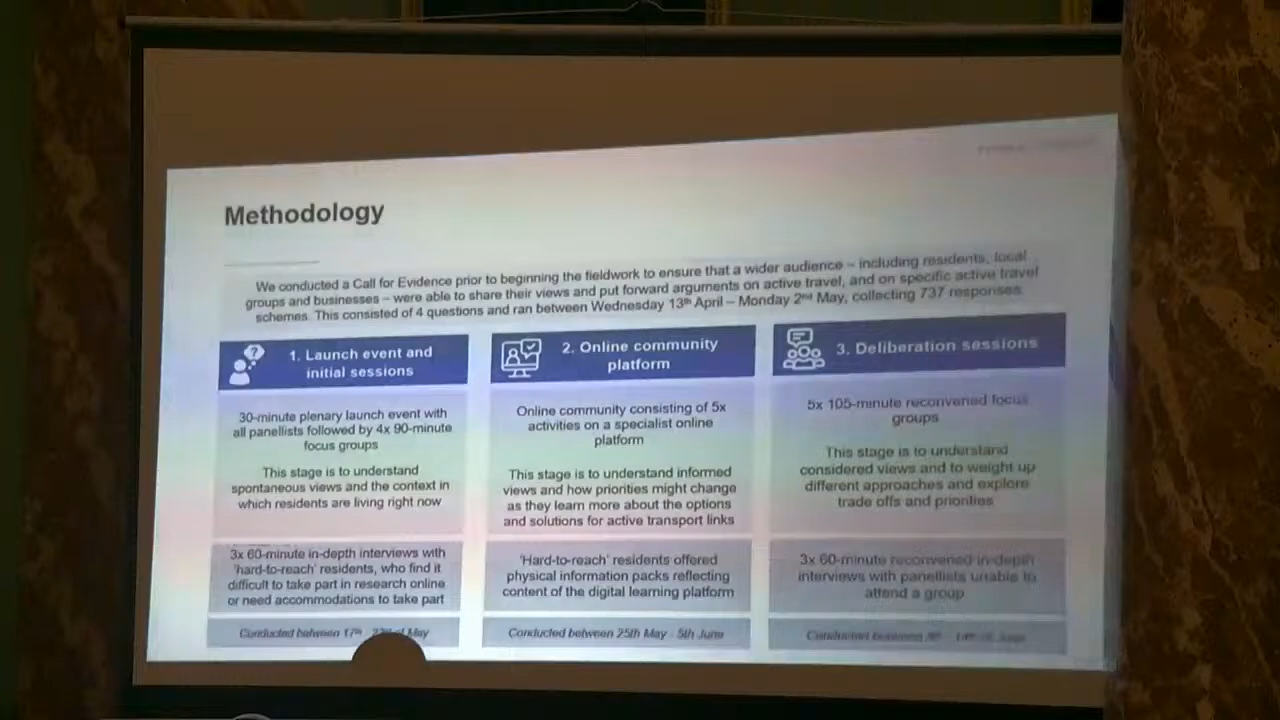 Methodology
We conducted a Call for Evidence prior to beginning the fieldwork to ensure that a wider audience – including residents, local
groups and businesses – were able to share their views and put forward arguments on active travel, and on specific active travel
schemes. This consisted of 4 questions and ran between Wednesday 13th April – Monday 2nd May, collecting 737 responses.
1. Launch event and
initial sessions
30-minute plenary launch event with
all panellists followed by 4x 90-minute
focus groups
This stage is to understand
spontaneous views and the context in
which residents are living right now
3x 60-minute in-depth interviews with
'hard-to-reach' residents, who find it
difficult to take part in research online
or need accommodations to take part
Conducted between 17th May
2. Online community
platform
Online community consisting of 5x
activities on a specialist online
platform
This stage is to understand informed
views and how priorities might change
as they learn more about the options
and solutions for active transport links
'Hard-to-reach' residents offered
physical information packs reflecting
content of the digital learning platform
Conducted between 25th May - 5th June
3. Deliberation sessions
5x 105-minute reconvened focus
groups
This stage is to understand
considered views and to weight up
different approaches and explore
trade offs and priorities
3x 60-minute reconvened in-depth
interviews with panellists unable to
attend a group
Conducted between